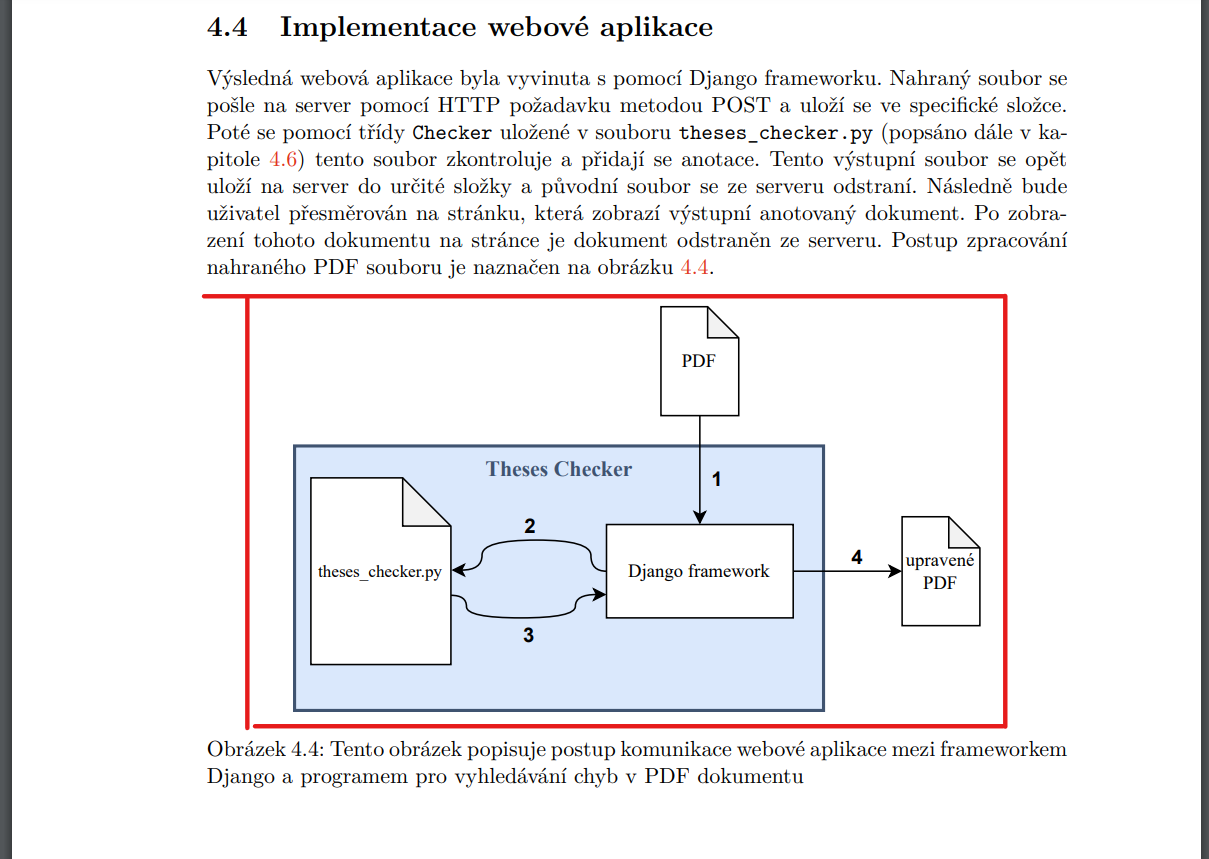 4.4 Implementace webové aplikace
Výsledná webová aplikace byla vyvinuta s pomocí Django frameworku. Nahraný soubor se
pošle na server pomocí HTTP požadavku metodou POST a uloží se ve specifické složce.
Poté se pomocí třídy Checker uložené v souboru theses_checker.py (popsáno dále v ka-
pitole 4.6) tento soubor zkontroluje a přidají se anotace. Tento výstupní soubor se opět
uloží na server do určité složky a původní soubor se ze serveru odstraní. Následně bude
uživatel přesměrován na stránku, která zobrazí výstupní anotovaný dokument. Po zobra-
zení tohoto dokumentu na stránce je dokument odstraněn ze serveru. Postup zpracování
nahraného PDF souboru je naznačen na obrázku 4.4.
PDF
Theses Checker
1
2
theses_checker.py
Django framework
4
upravené
PDF
3
Obrázek 4.4: Tento obrázek popisuje postup komunikace webové aplikace mezi frameworkem
Django a programem pro vyhledávání chyb v PDF dokumentu